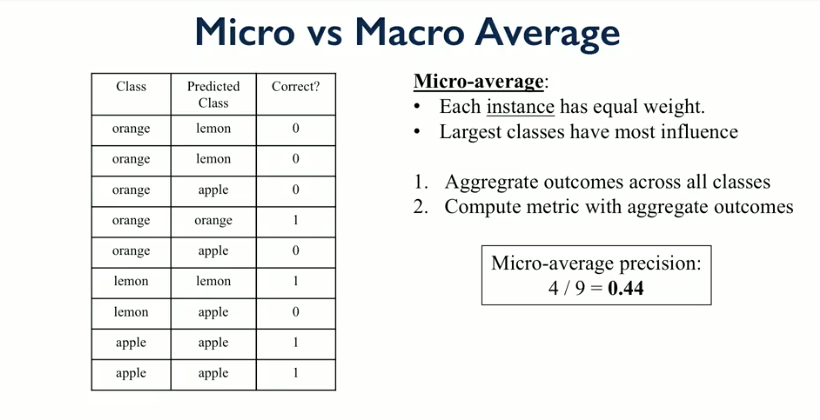 Micro vs Macro Average
Class Predicted Class Correct?
orange lemon 0
orange lemon 0
orange apple 0
orange orange 1
orange apple 0
lemon lemon 1
lemon apple 0
apple apple 1
apple apple 1
Micro-average:
• Each instance has equal weight.
• Largest classes have most influence
1. Aggregrate outcomes across all classes
2. Compute metric with aggregate outcomes
Micro-average precision:
4 / 9 = 0.44